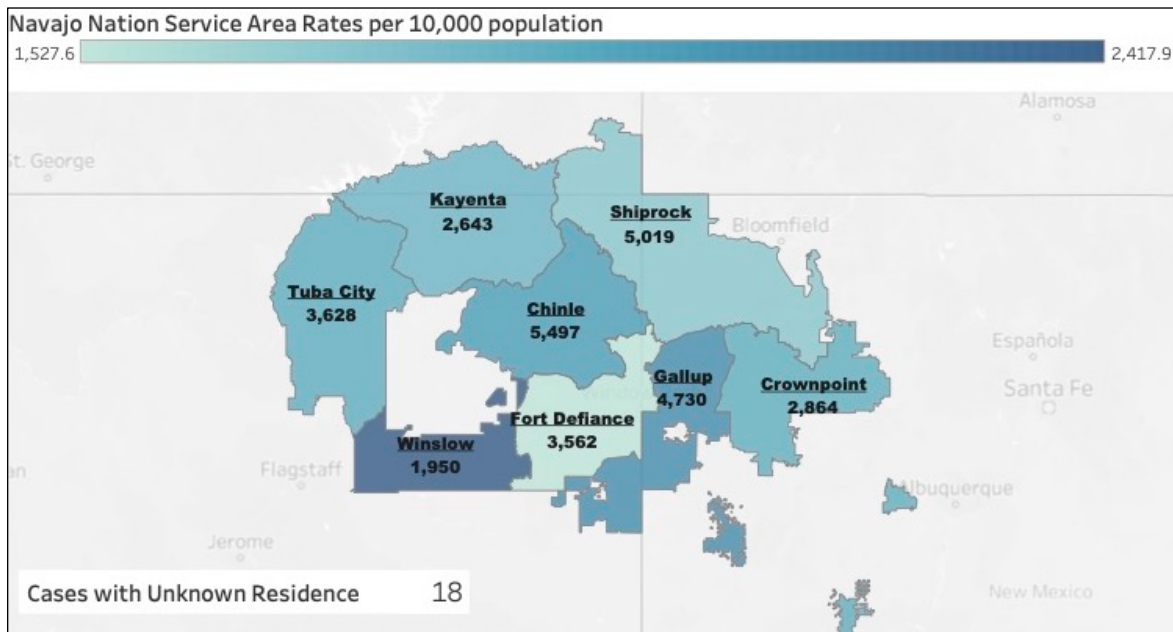 Navajo Nation Service Area Rates per 10,000 population
1,527.6
2,417.9
Alamosa
St. George
Kayenta
2,643
Shiprock
5,019
Bloomfield
Tuba City
3,628
Chinle
5,497
Española
Gallup
4,730
Crownpoint
2,864
Santa Fe
Fort Defiance
3,562
Winslow
1,950
Flagstaff
Albuquerque
Jerome
Cases with Unknown Residence 18
New Mexico